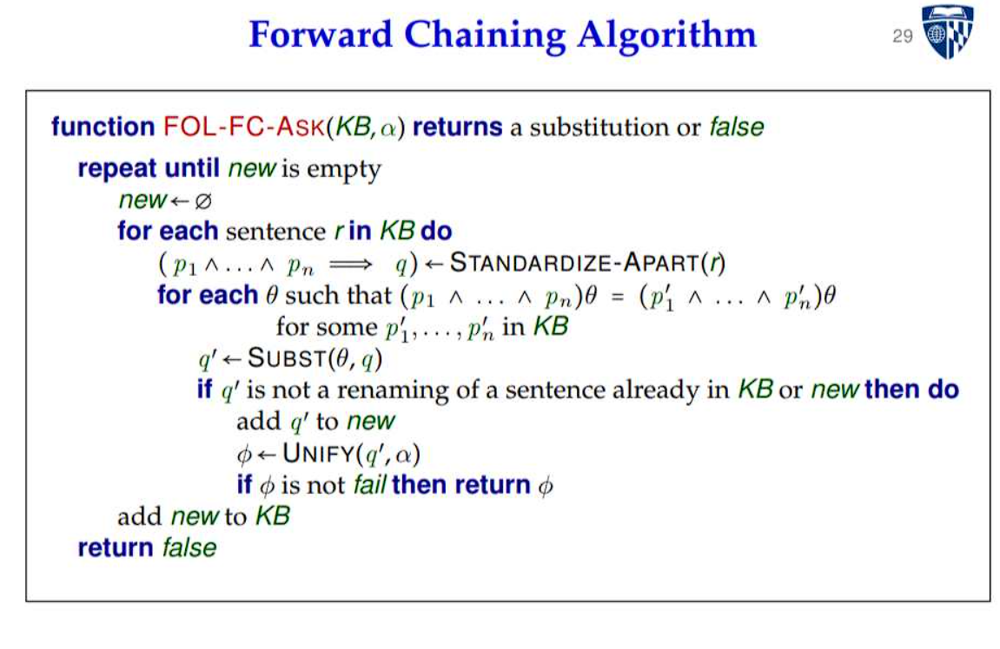 Forward Chaining Algorithm
29
function FOL-FC-ASK(KB, α) returns a substitution or false
repeat until new is empty
new ← ∅
for each sentence r in KB do
( p₁ ∧ … ∧ pₙ ⟹ q) ← STANDARDIZE-APART(r)
for each θ such that (p₁ ∧ … ∧ pₙ)θ = (p′₁ ∧ … ∧ p′ₙ)θ
for some p′₁, …, p′ₙ in KB
q′ ← SUBST(θ, q)
if q′ is not a renaming of a sentence already in KB or new then do
add q′ to new
ϕ ← UNIFY(q′, α)
if ϕ is not fail then return ϕ
add new to KB
return false